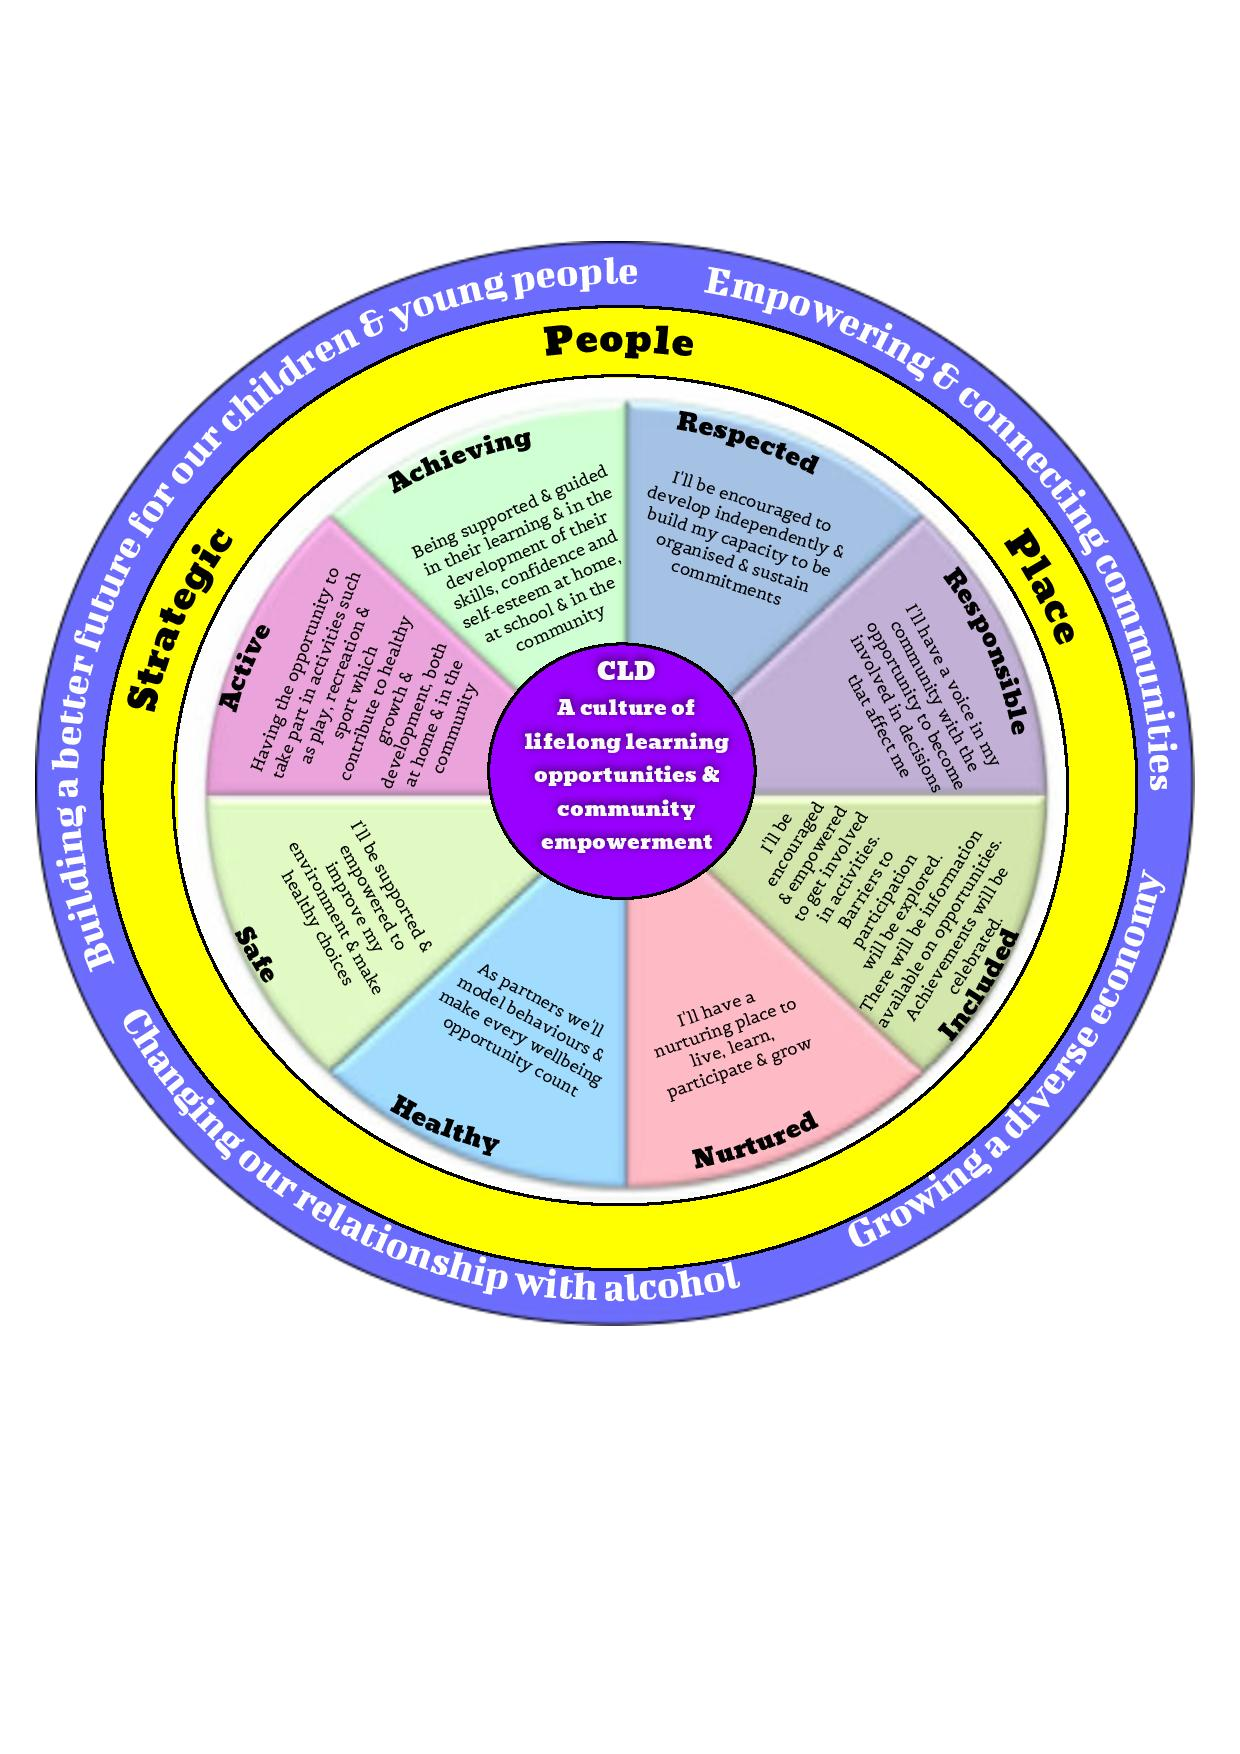 Building a better future for our children & young people
Empowering & connecting communities
Growing a diverse economy
Changing our relationship with alcohol
Strategic
People
Place
Achieving
Being supported & guided
in their learning & in the
development of their
skills, confidence and
self-esteem at home,
at school & in the
community
Respected
I'll be encouraged to
develop independently &
build my capacity to be
organised & sustain
commitments
Responsible
I'll have a voice in my
community with the
opportunity to become
involved in decisions
that affect me
Included
I'll be
encouraged
& empowered
to get involved
in activities.
Barriers to
participation
will be explored.
There will be information
available on opportunities.
Achievements will be
celebrated.
Nurtured
I'll have a
nurturing place to
live, learn,
participate & grow
Healthy
As partners we'll
model behaviours &
make every wellbeing
opportunity count
Safe
I'll be supported &
empowered to
improve my
environment & make
healthy choices
Active
Having the opportunity to
take part in activities such
as play, recreation &
sport which
contribute to healthy
growth &
development, both
at home & in the
community
CLD
A culture of
lifelong learning
opportunities &
community
empowerment